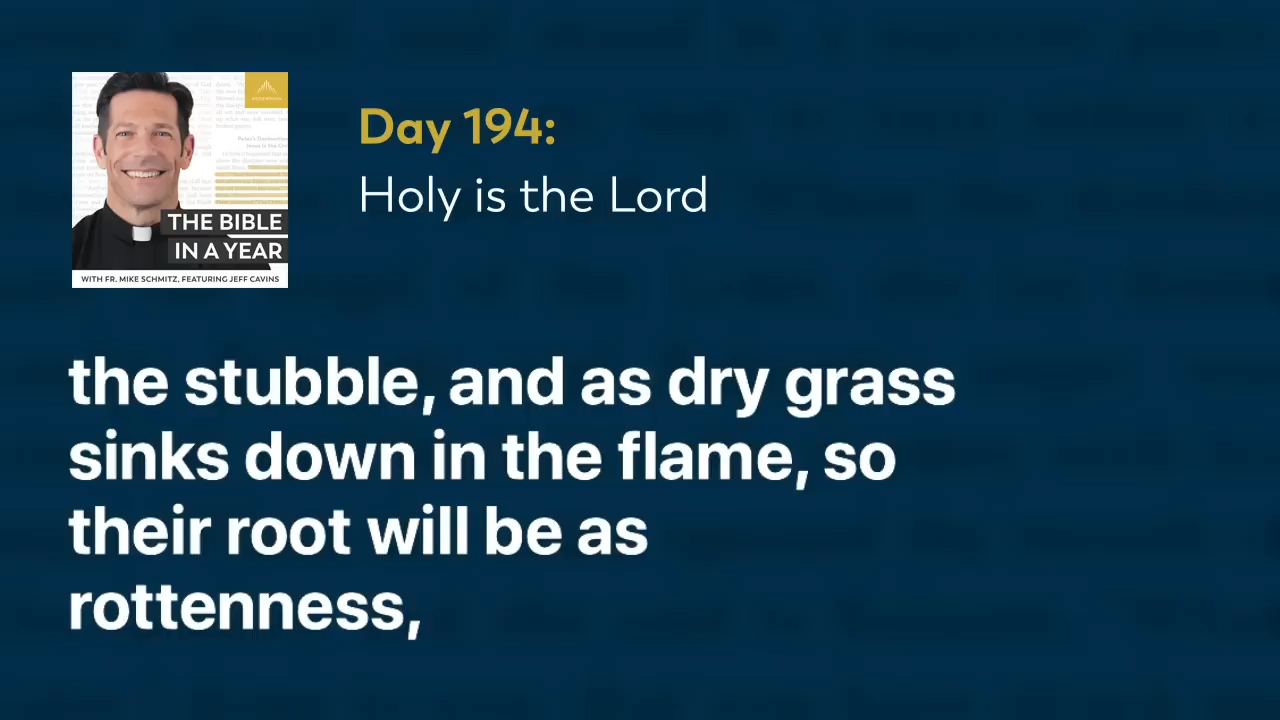 Day 194:
Holy is the Lord
THE BIBLE
IN A YEAR
WITH FR. MIKE SCHMITZ, FEATURING JEFF CAVINS
the stubble, and as dry grass
sinks down in the flame, so
their root will be as
rottenness,